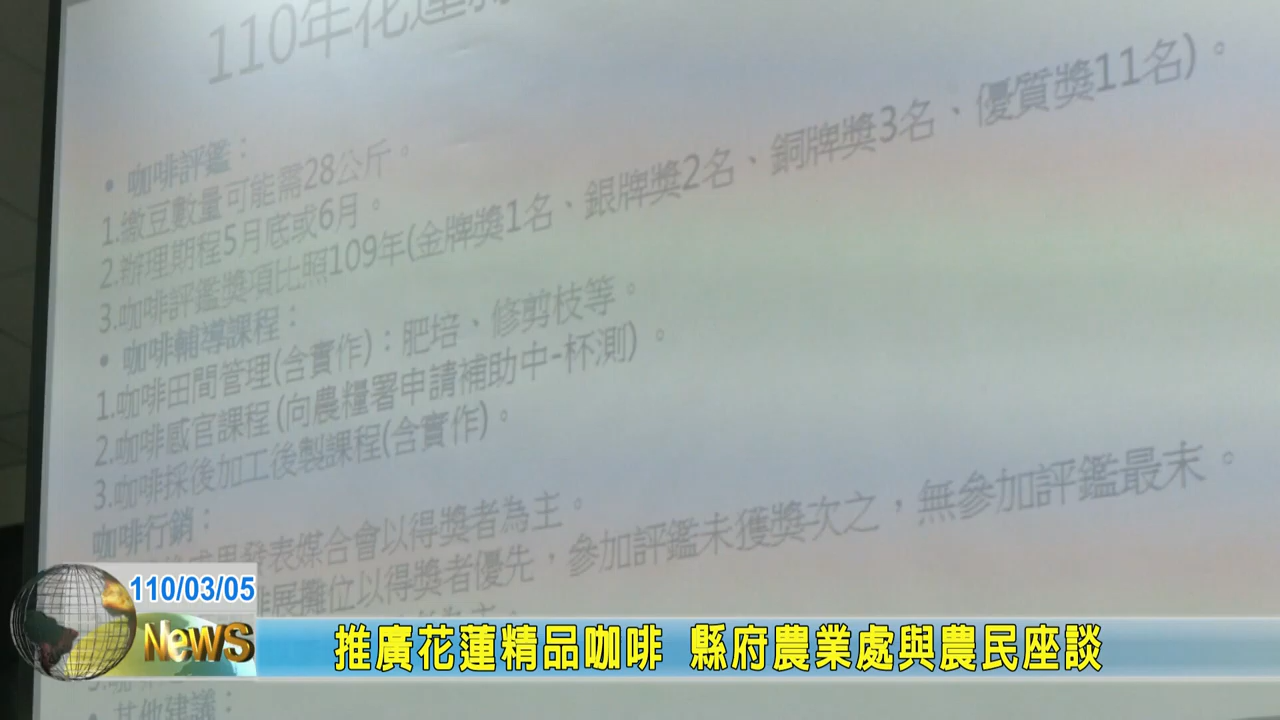 110年花蓮
• 咖啡評鑑：
1.繳豆數量可能需28公斤。
2.辦理期程5月底或6月。
3.咖啡評鑑獎項比照109年(金牌獎1名、銀牌獎2名、銅牌獎3名、優質獎11名)。
• 咖啡輔導課程：
1.咖啡田間管理(含實作)：肥培、修剪枝等。
2.咖啡感官課程(向農糧署申請補助中-杯測)。
3.咖啡採後加工後製課程(含實作)。
咖啡行銷：
成果發表媒合會以得獎者為主。
展攤位以得獎者優先，參加評鑑未獲獎次之，無參加評鑑最末。
• 其他建議：
110/03/05
News
推廣花蓮精品咖啡 縣府農業處與農民座談